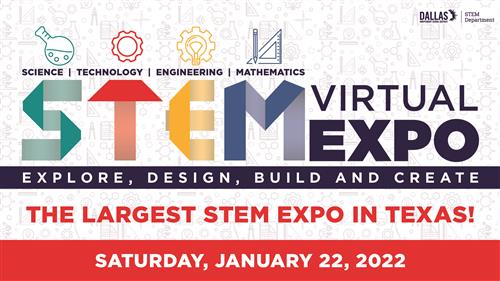 DALLAS
STEM
Department
SCIENCE | TECHNOLOGY | ENGINEERING | MATHEMATICS
STEM VIRTUAL
EXPO
EXPLORE, DESIGN, BUILD AND CREATE
THE LARGEST STEM EXPO IN TEXAS!
SATURDAY, JANUARY 22, 2022